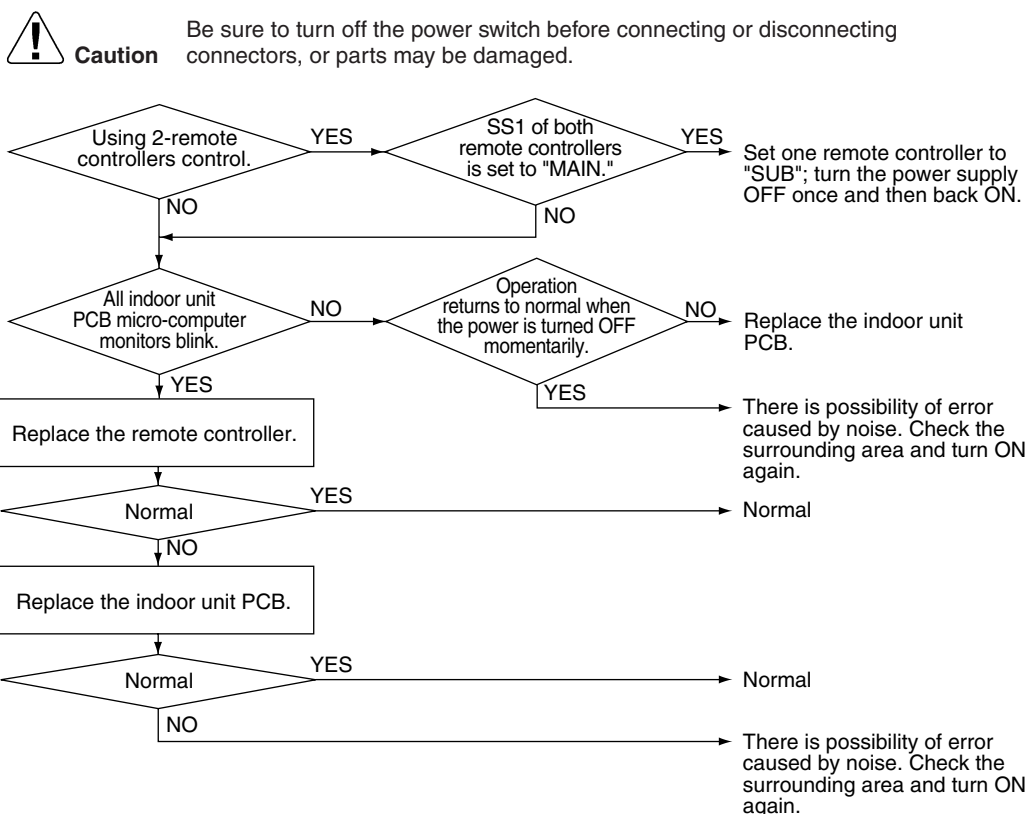 Be sure to turn off the power switch before connecting or disconnecting
Caution connectors, or parts may be damaged.
Using 2-remote
controllers control.
YES
SS1 of both
remote controllers
is set to "MAIN."
YES
Set one remote controller to
"SUB"; turn the power supply
OFF once and then back ON.
NO
NO
All indoor unit
PCB micro-computer
monitors blink.
NO
Operation
returns to normal when
the power is turned OFF
momentarily.
NO
Replace the indoor unit
PCB.
YES
YES
There is possibility of error
caused by noise. Check the
surrounding area and turn ON
again.
Replace the remote controller.
Normal
YES
Normal
NO
Replace the indoor unit PCB.
Normal
YES
Normal
NO
There is possibility of error
caused by noise. Check the
surrounding area and turn ON
again.